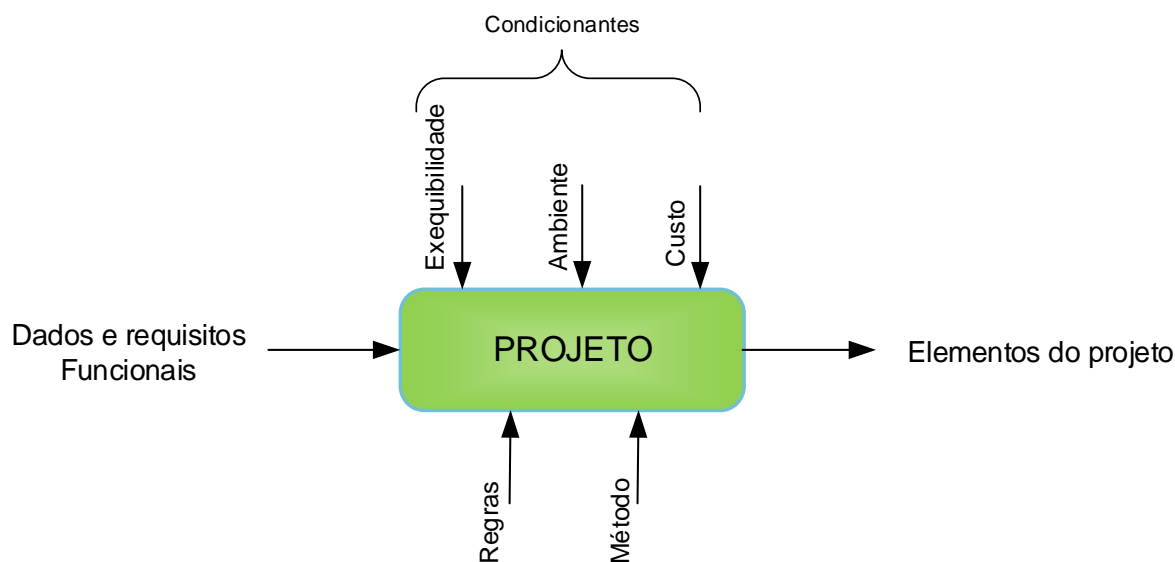 Condicionantes
Exequibilidade
Ambiente
Custo
Dados e requisitos
Funcionais
PROJETO
Elementos do projeto
Regras
Método